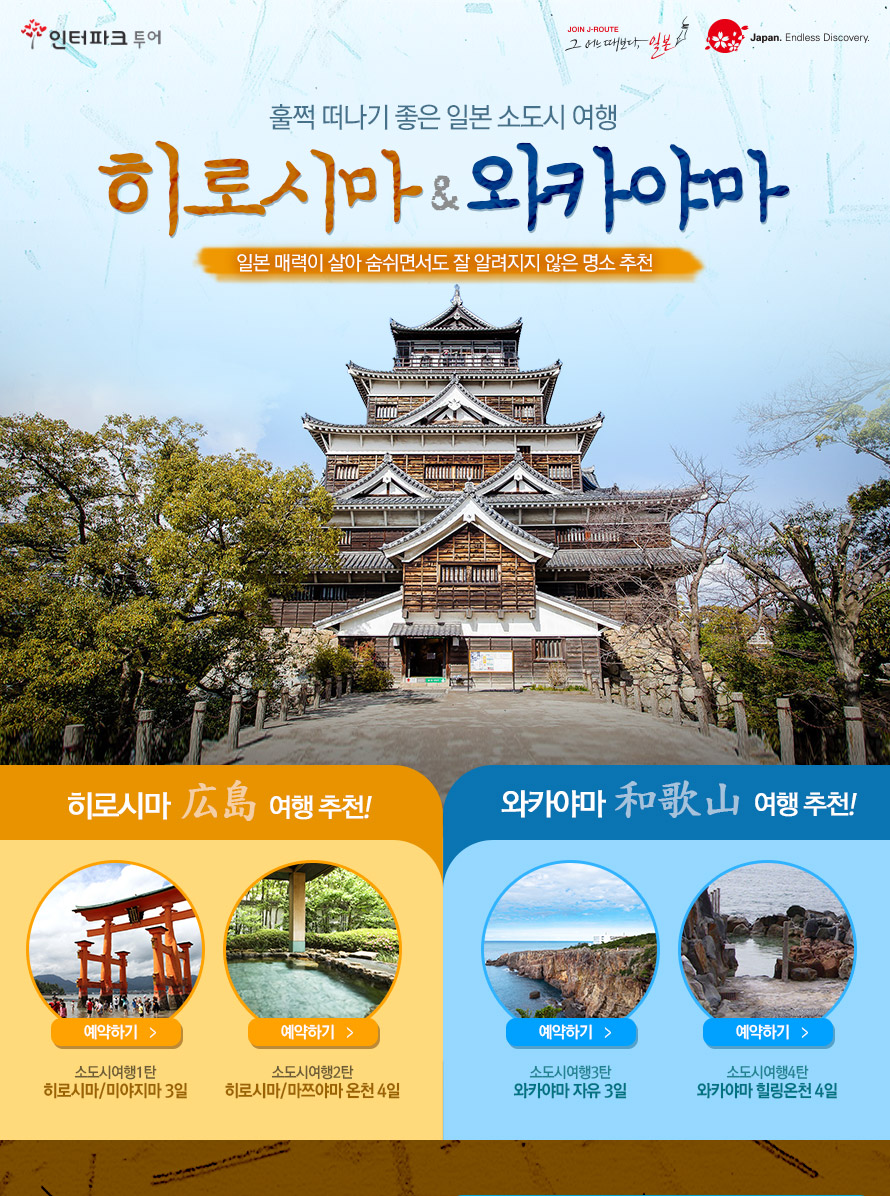 인터파크 투어
JOIN J-ROUTE
그 어느 때보다, 일본
Japan. Endless Discovery.
훌쩍 떠나기 좋은 일본 소도시 여행
히로시마 & 와카야마
일본 매력이 살아 숨쉬면서도 잘 알려지지 않은 명소 추천
히로시마 広島 여행 추천!
와카야마 和歌山 여행 추천!
예약하기 >
예약하기 >
예약하기 >
예약하기 >
소도시여행1탄
히로시마/미야지마 3일
소도시여행2탄
히로시마/마쯔야마 온천 4일
소도시여행3탄
와카야마 자유 3일
소도시여행4탄
와카야마 힐링온천 4일